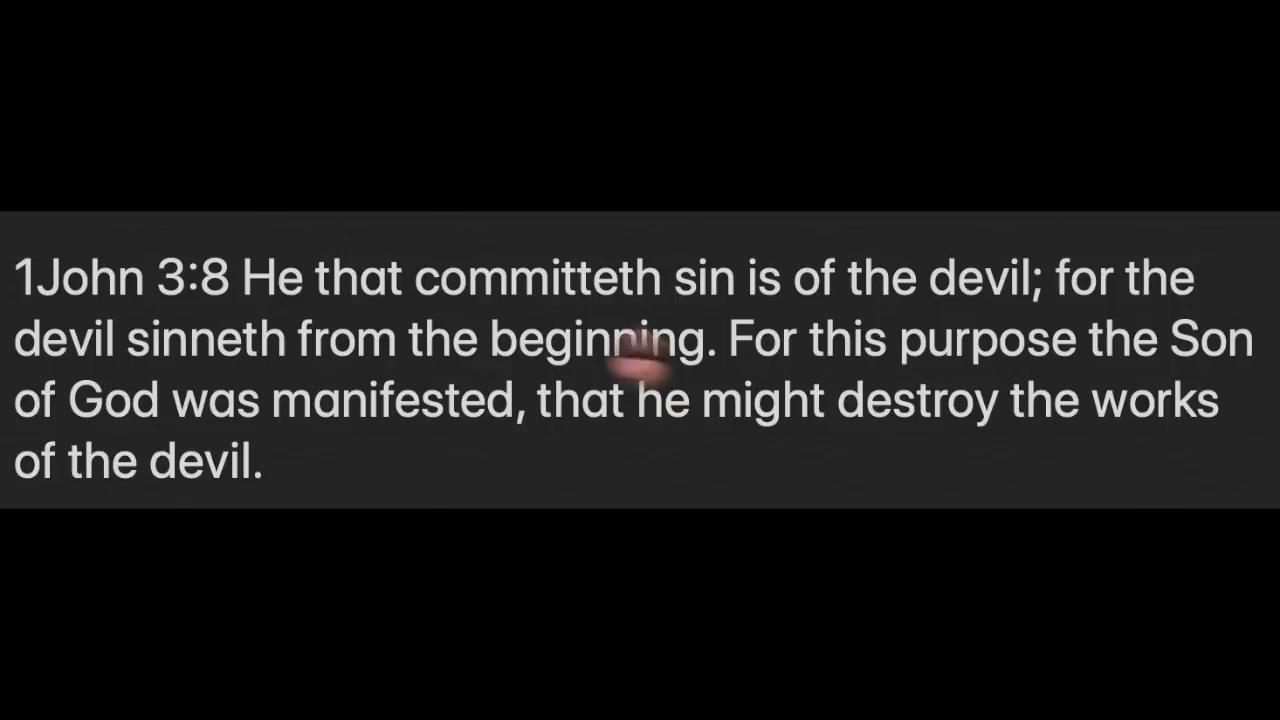 1John 3:8 He that committeth sin is of the devil; for the
devil sinneth from the beginning. For this purpose the Son
of God was manifested, that he might destroy the works
of the devil.